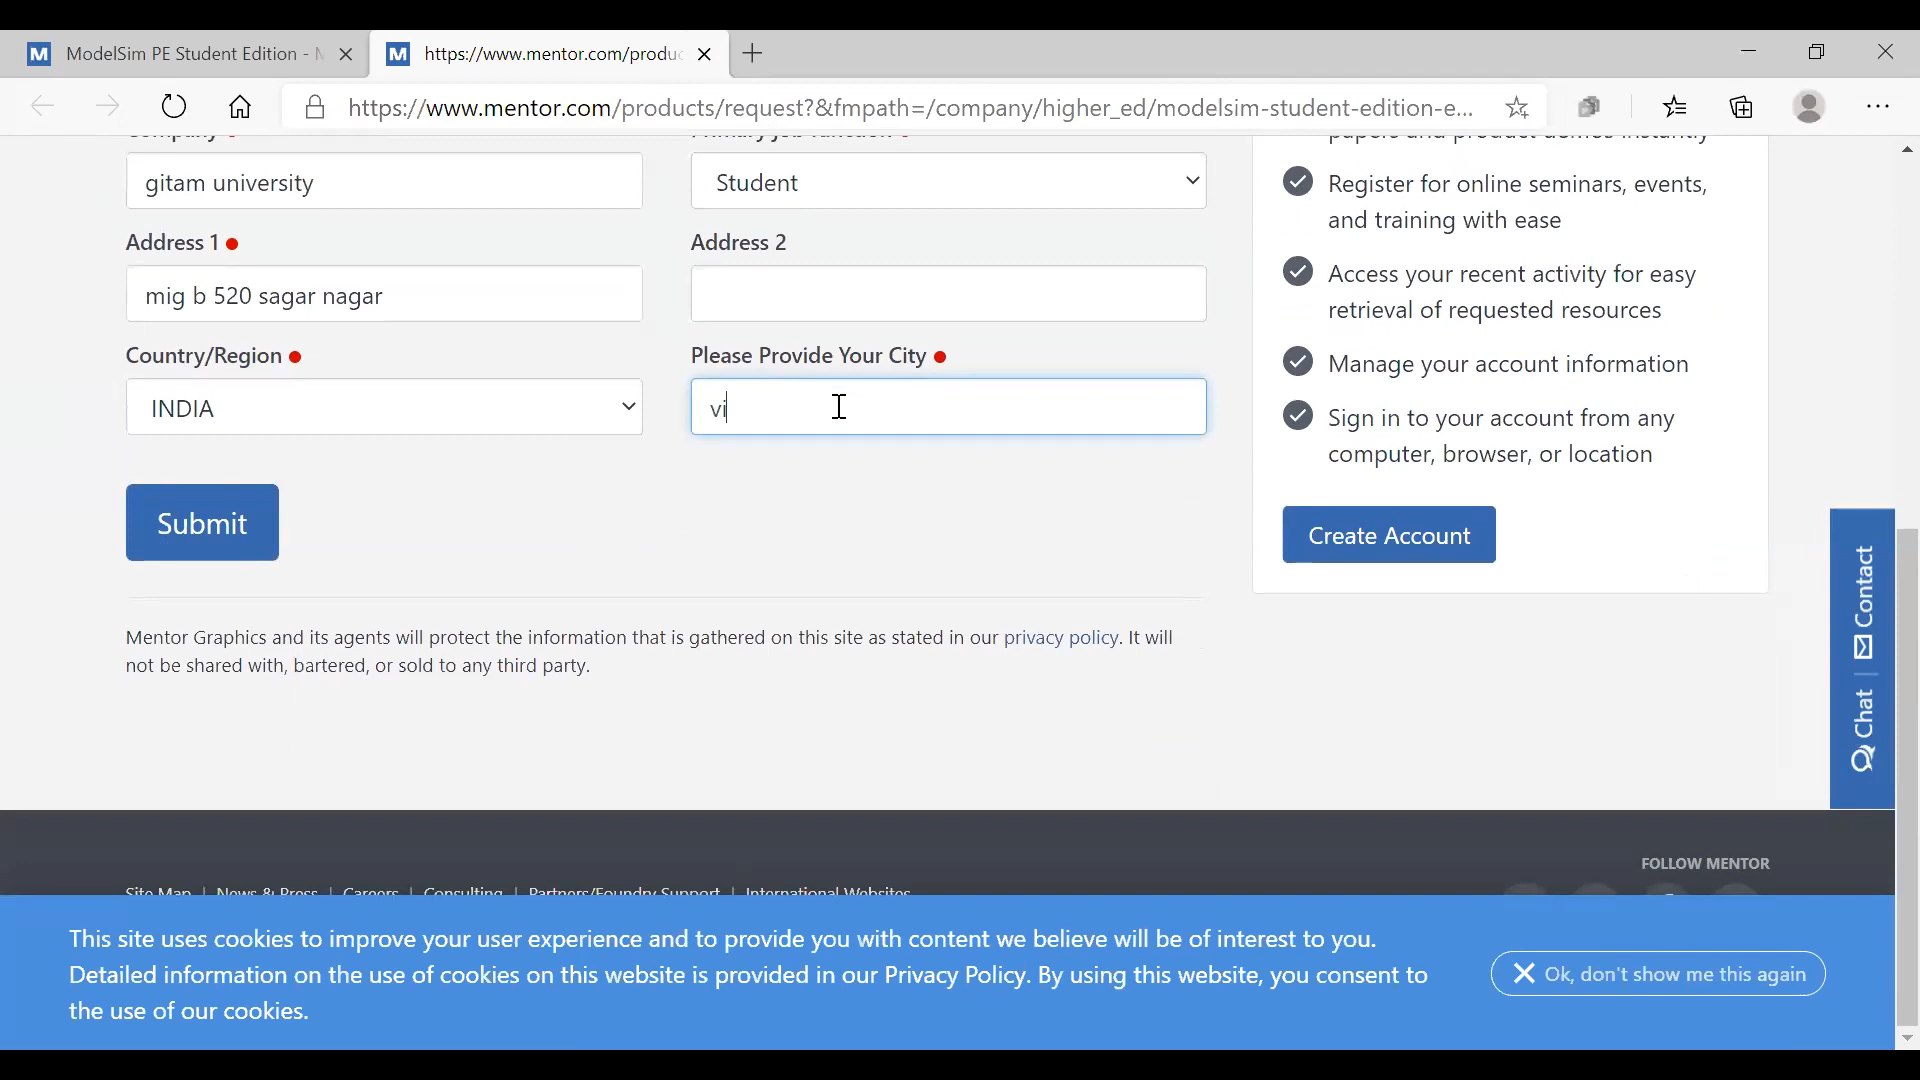 ModelSim PE Student Edition - M
https://www.mentor.com/produc
https://www.mentor.com/products/request?&fmpath=/company/higher_ed/modelsim-student-edition-e...
Company
Primary Job Function
gitam university
Student
Address 1
Address 2
mig b 520 sagar nagar
Country/Region
Please Provide Your City
INDIA
vi
Submit
Mentor Graphics and its agents will protect the information that is gathered on this site as stated in our privacy policy. It will
not be shared with, bartered, or sold to any third party.
papers and product demos instantly
Register for online seminars, events,
and training with ease
Access your recent activity for easy
retrieval of requested resources
Manage your account information
Sign in to your account from any
computer, browser, or location
Create Account
Contact
Chat
FOLLOW MENTOR
Site Map | News & Press | Careers | Consulting | Partners/Foundry Support | International Websites
This site uses cookies to improve your user experience and to provide you with content we believe will be of interest to you.
Detailed information on the use of cookies on this website is provided in our Privacy Policy. By using this website, you consent to
the use of our cookies.
Ok, don't show me this again